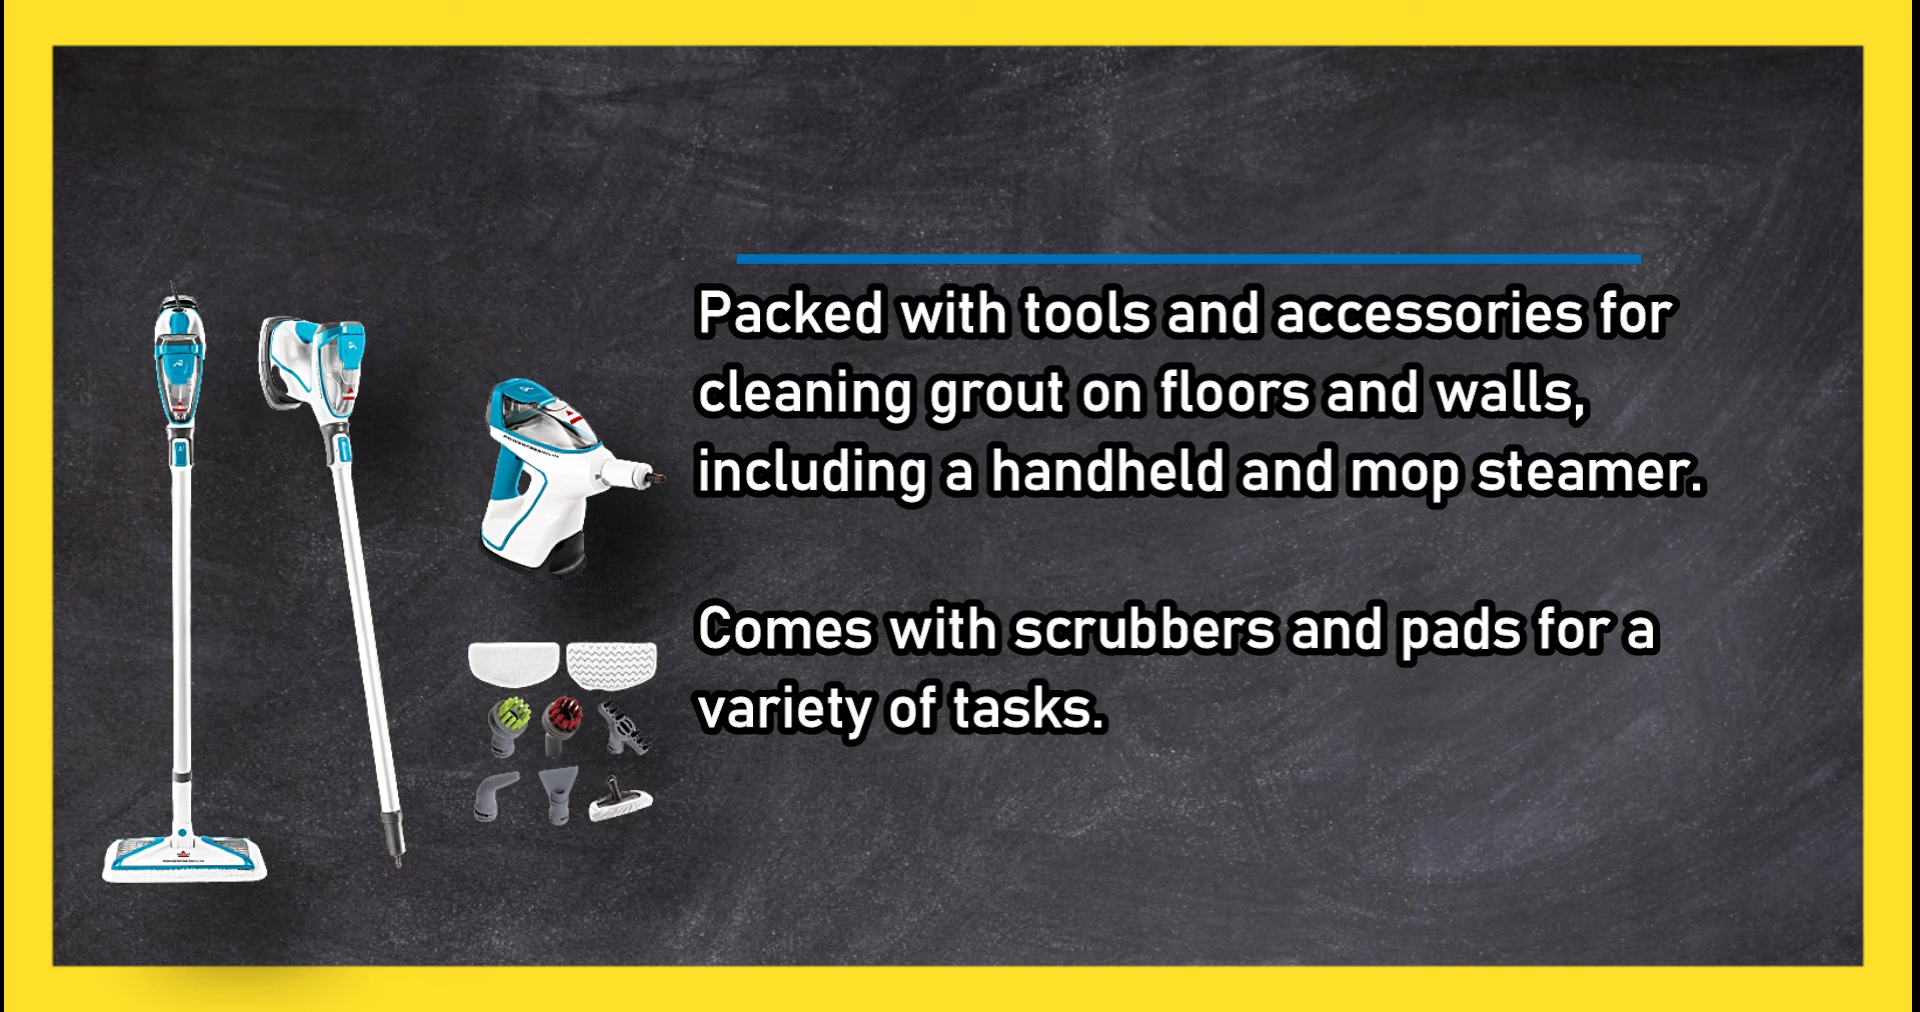 Packed with tools and accessories for
cleaning grout on floors and walls,
including a handheld and mop steamer.
Comes with scrubbers and pads for a
variety of tasks.